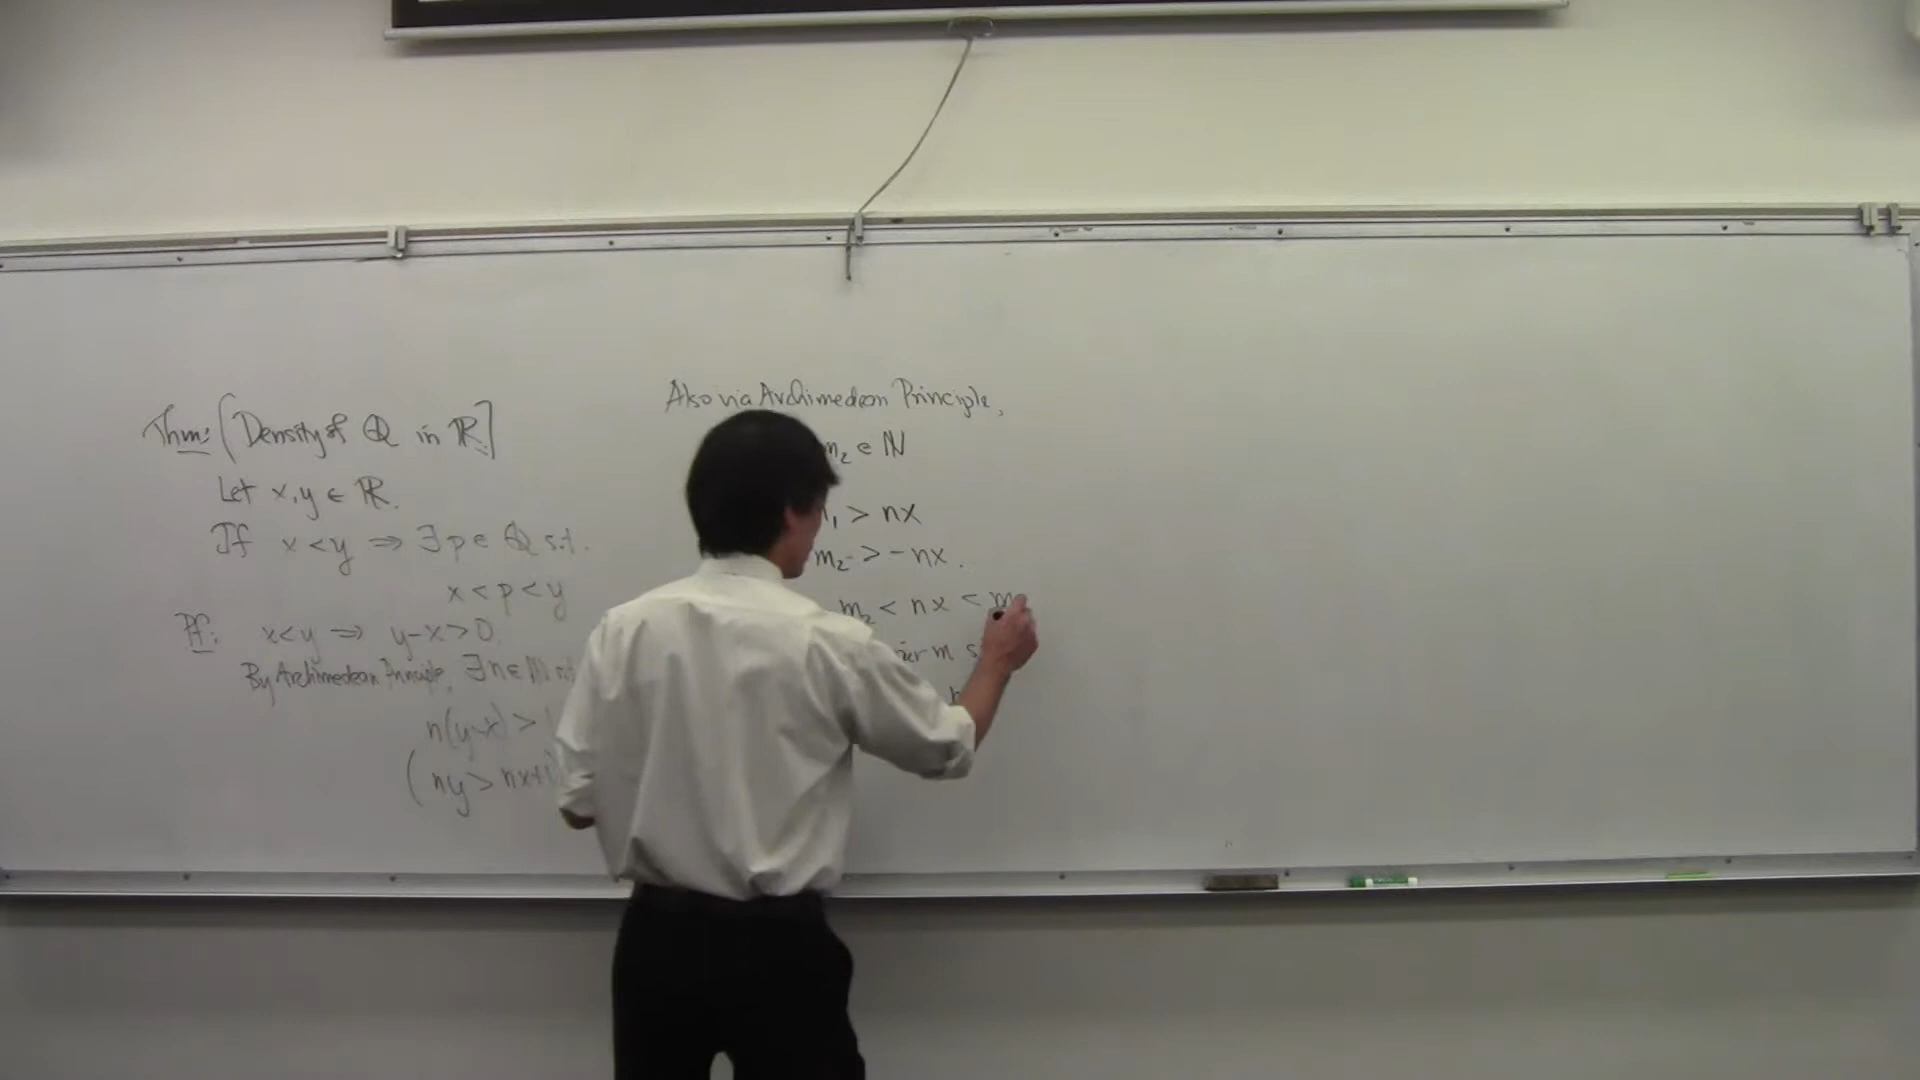 Thm: (Density of ℚ in ℝ]
Let x, y ∈ ℝ.
If x < y ⇒ ∃ p ∈ ℚ s.t.
x < p < y
Pf: x < y ⇒ y - x > 0.
By Archimedean Principle, ∃ n ∈ ℕ
n(y-x) >
(ny > nx+1)
Also via Archimedean Principle,
m₂ ∈ ℕ
₁ > nx
m₂ > -nx.
m₂ < nx < m
m